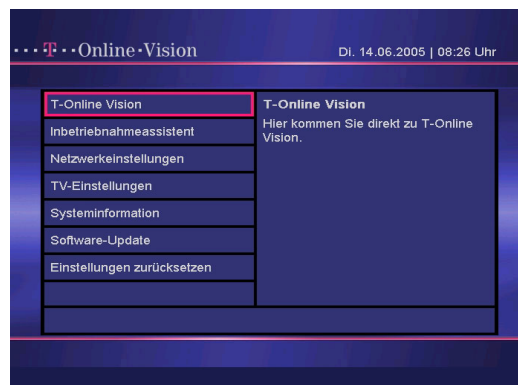 ····T··Online·Vision
Di. 14.06.2005 | 08:26 Uhr
T-Online Vision
Inbetriebnahmeassistent
Netzwerkeinstellungen
TV-Einstellungen
Systeminformation
Software-Update
Einstellungen zurücksetzen
T-Online Vision
Hier kommen Sie direkt zu T-Online
Vision.